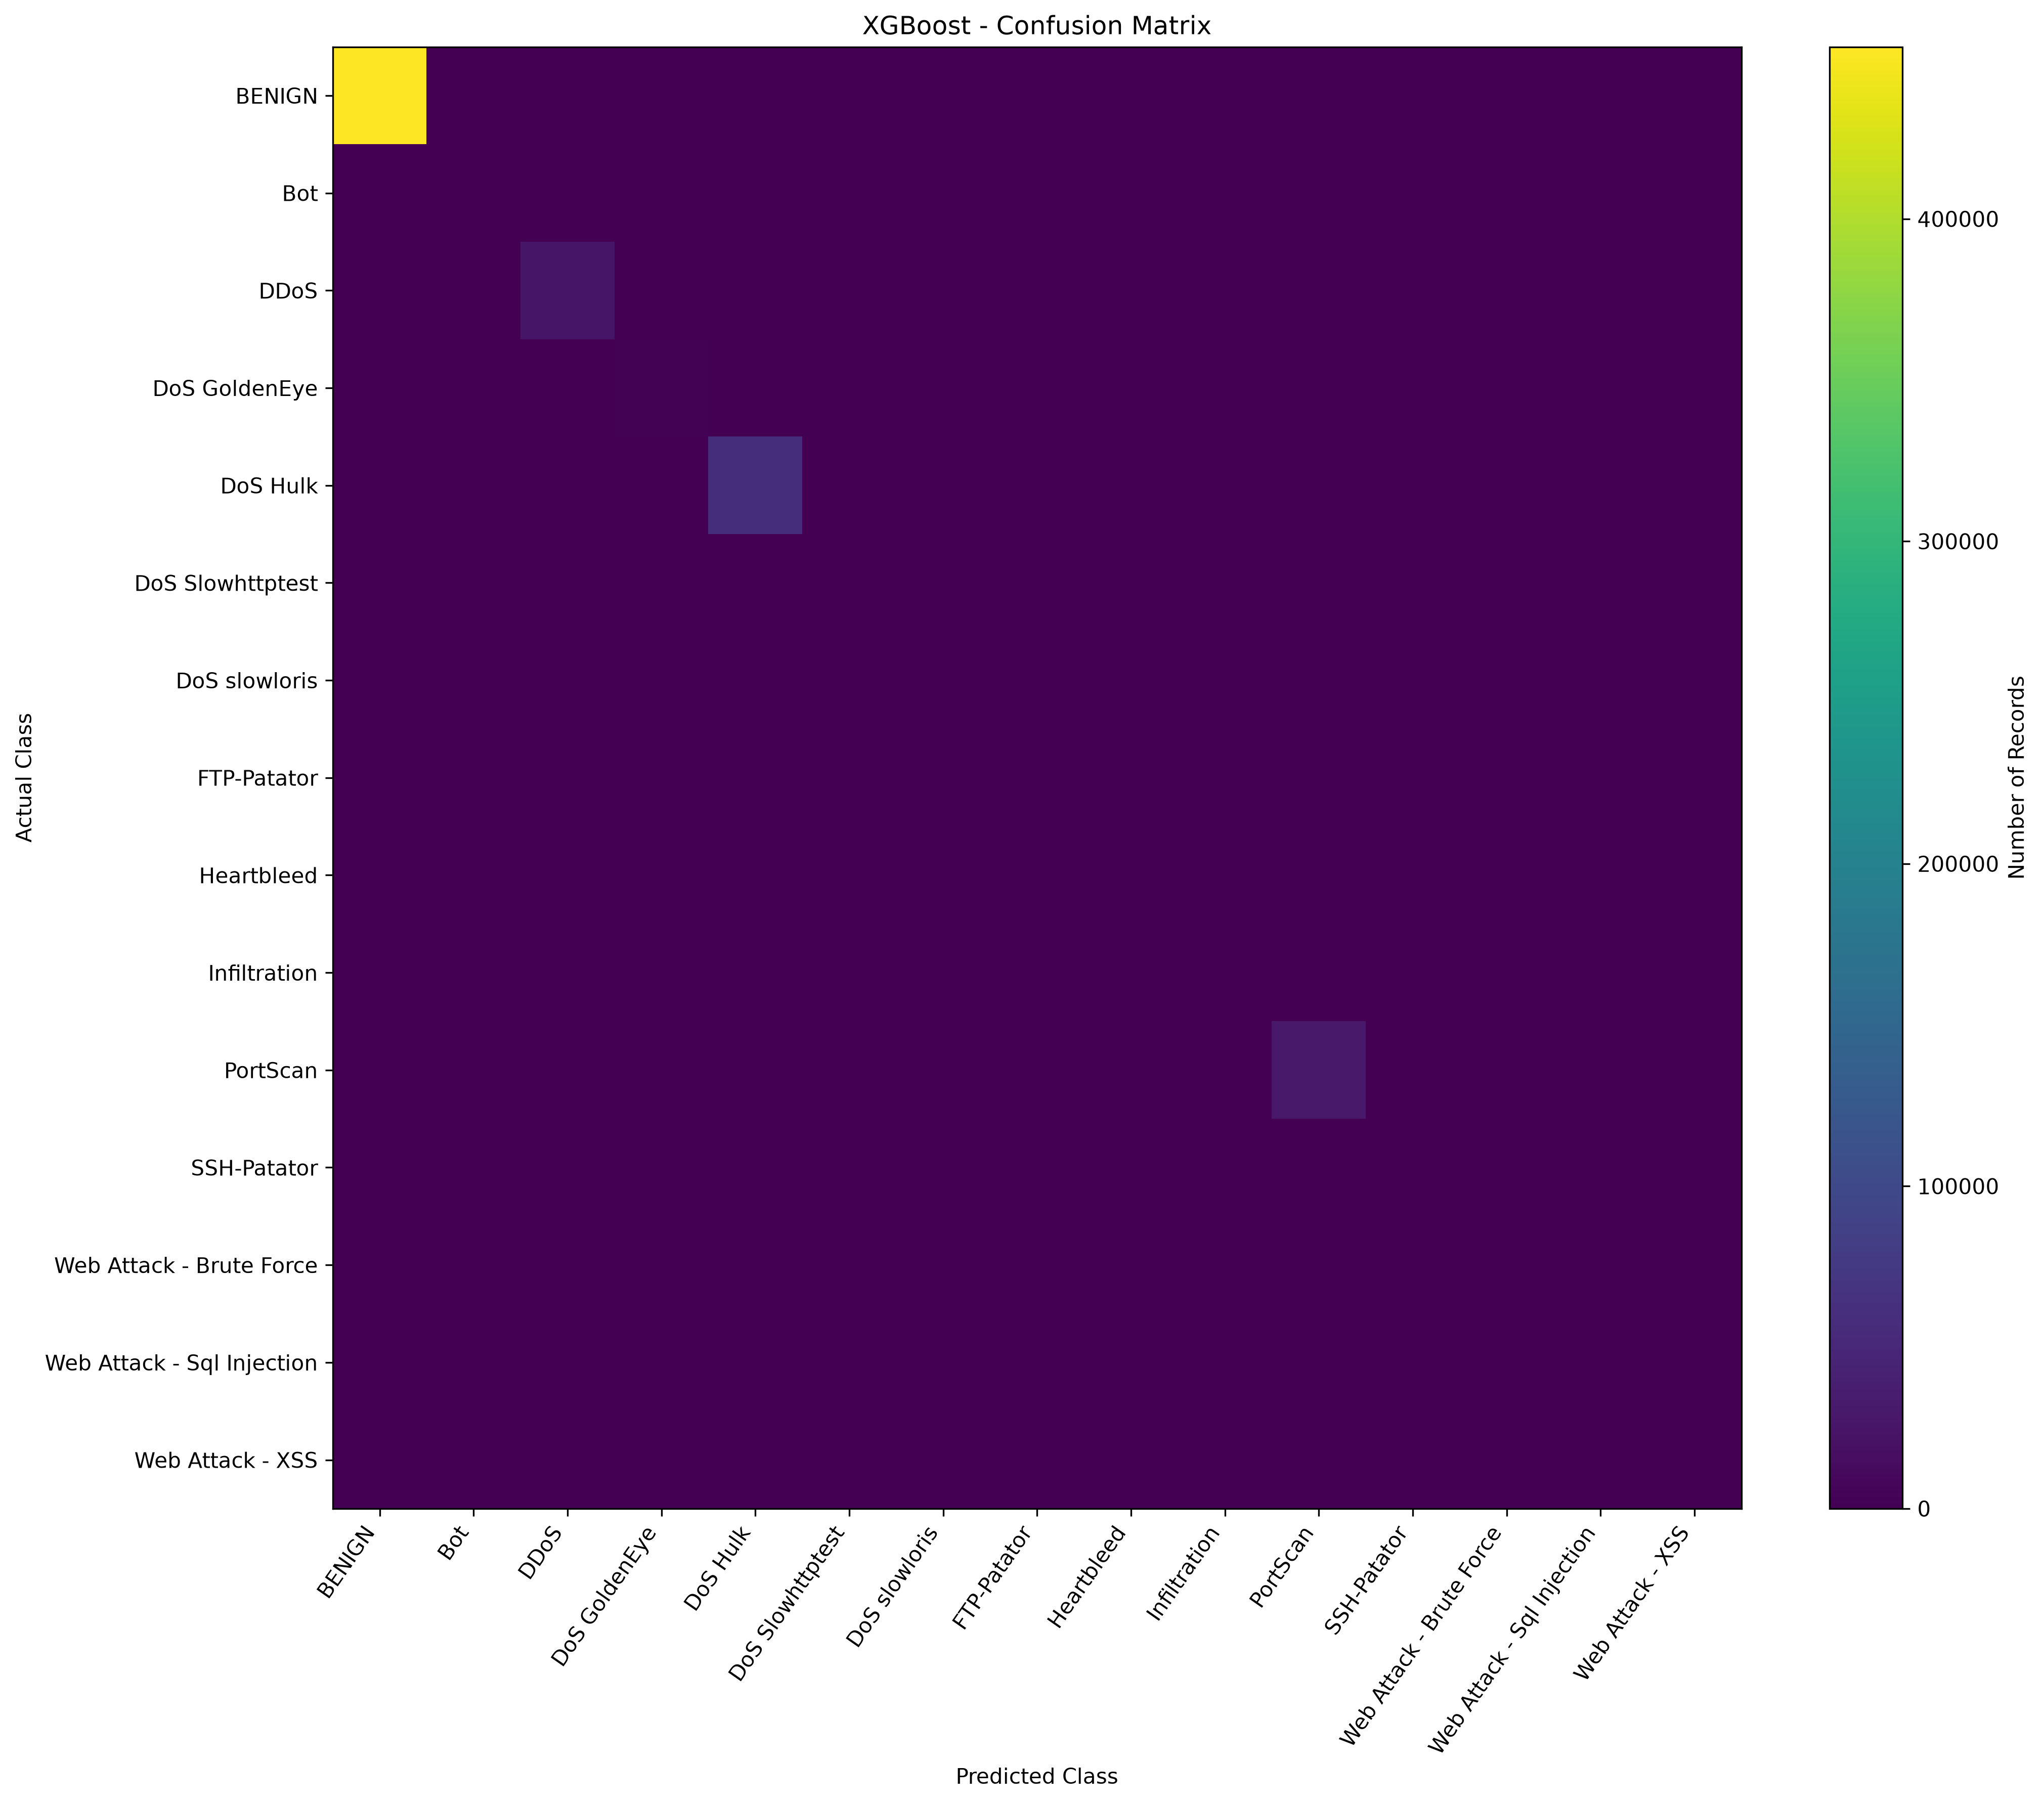 XGBoost - Confusion Matrix
BENIGN
Bot
DDoS
DoS GoldenEye
DoS Hulk
DoS Slowhttptest
DoS slowloris
FTP-Patator
Heartbleed
Infiltration
PortScan
SSH-Patator
Web Attack - Brute Force
Web Attack - Sql Injection
Web Attack - XSS
Actual Class
BENIGN
Bot
DDoS
DoS GoldenEye
DoS Hulk
DoS Slowhttptest
DoS slowloris
FTP-Patator
Heartbleed
Infiltration
PortScan
SSH-Patator
Web Attack - Brute Force
Web Attack - Sql Injection
Web Attack - XSS
Predicted Class
400000
300000
200000
100000
0
Number of Records